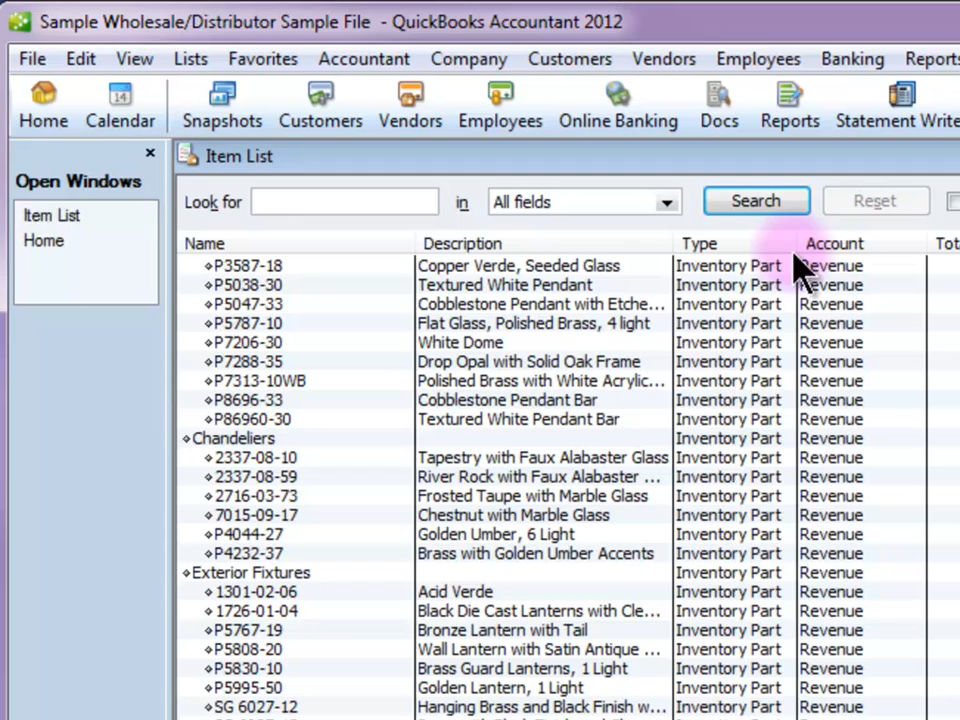 Sample Wholesale/Distributor Sample File - QuickBooks Accountant 2012
File Edit View Lists Favorites Accountant Company Customers Vendors Employees Banking Reports
14
Home Calendar Snapshots Customers Vendors Employees Online Banking Docs Reports Statement Write
Item List
Open Windows
Item List
Home
Look for in All fields Search Reset
Name Description Type Account Tot
P3587-18 Copper Verde, Seeded Glass Inventory Part Revenue
P5038-30 Textured White Pendant Inventory Part Revenue
P5047-33 Cobblestone Pendant with Etche... Inventory Part Revenue
P5787-10 Flat Glass, Polished Brass, 4 light Inventory Part Revenue
P7206-30 White Dome Inventory Part Revenue
P7288-35 Drop Opal with Solid Oak Frame Inventory Part Revenue
P7313-10WB Polished Brass with White Acrylic... Inventory Part Revenue
P8696-33 Cobblestone Pendant Bar Inventory Part Revenue
P86960-30 Textured White Pendant Bar Inventory Part Revenue
Chandeliers Inventory Part Revenue
2337-08-10 Tapestry with Faux Alabaster Glass Inventory Part Revenue
2337-08-59 River Rock with Faux Alabaster ... Inventory Part Revenue
2716-03-73 Frosted Taupe with Marble Glass Inventory Part Revenue
7015-09-17 Chestnut with Marble Glass Inventory Part Revenue
P4044-27 Golden Umber, 6 Light Inventory Part Revenue
P4232-37 Brass with Golden Umber Accents Inventory Part Revenue
Exterior Fixtures Inventory Part Revenue
1301-02-06 Acid Verde Inventory Part Revenue
1726-01-04 Black Die Cast Lanterns with Cle... Inventory Part Revenue
P5767-19 Bronze Lantern with Tail Inventory Part Revenue
P5808-20 Wall Lantern with Satin Antique ... Inventory Part Revenue
P5830-10 Brass Guard Lanterns, 1 Light Inventory Part Revenue
P5995-50 Golden Lantern, 1 Light Inventory Part Revenue
SG 6027-12 Hanging Brass and Black Finish w... Inventory Part Revenue